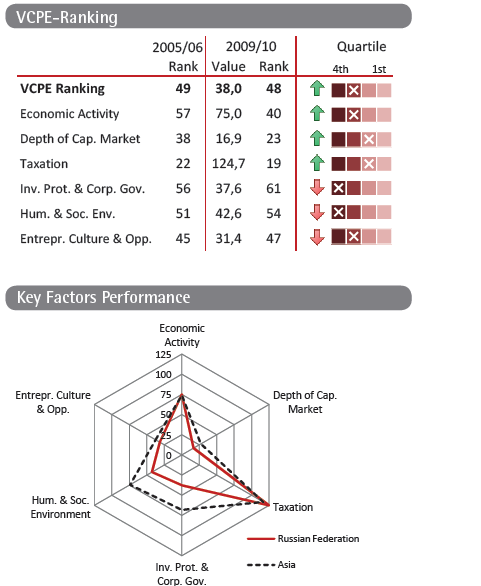 VCPE-Ranking
2005/06 2009/10 Quartile
Rank Value Rank 4th 1st
VCPE Ranking 49 38,0 48
Economic Activity 57 75,0 40
Depth of Cap. Market 38 16,9 23
Taxation 22 124,7 19
Inv. Prot. & Corp. Gov. 56 37,6 61
Hum. & Soc. Env. 51 42,6 54
Entrepr. Culture & Opp. 45 31,4 47
Key Factors Performance
Economic
Activity
125
100
75
50
25
0
Entrepr. Culture
& Opp.
Depth of Cap.
Market
Hum. & Soc.
Environment
Taxation
Inv. Prot. &
Corp. Gov.
Russian Federation
Asia